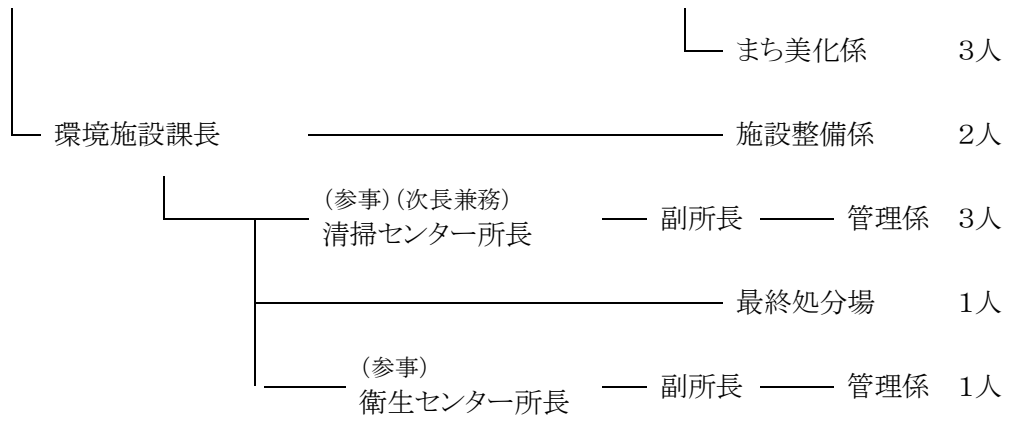 まち美化係 3人
環境施設課長 施設整備係 2人
(参事)(次長兼務)
清掃センター所長 副所長 管理係 3人
最終処分場 1人
(参事)
衛生センター所長 副所長 管理係 1人